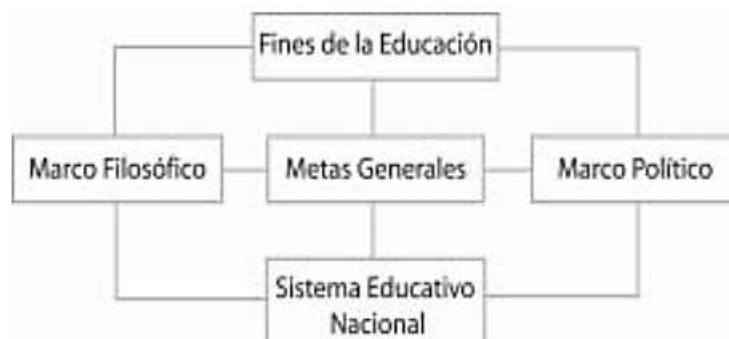 Fines de la Educación
Marco Filosófico
Metas Generales
Marco Político
Sistema Educativo
Nacional